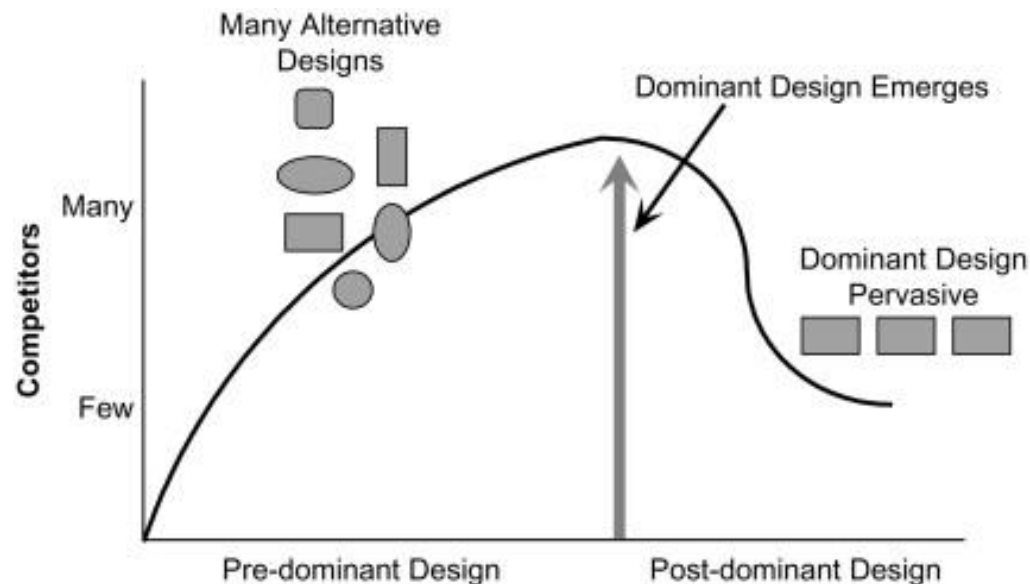 Many Alternative
Designs
Dominant Design Emerges
Many
Dominant Design
Pervasive
Competitors
Few
Pre-dominant Design
Post-dominant Design